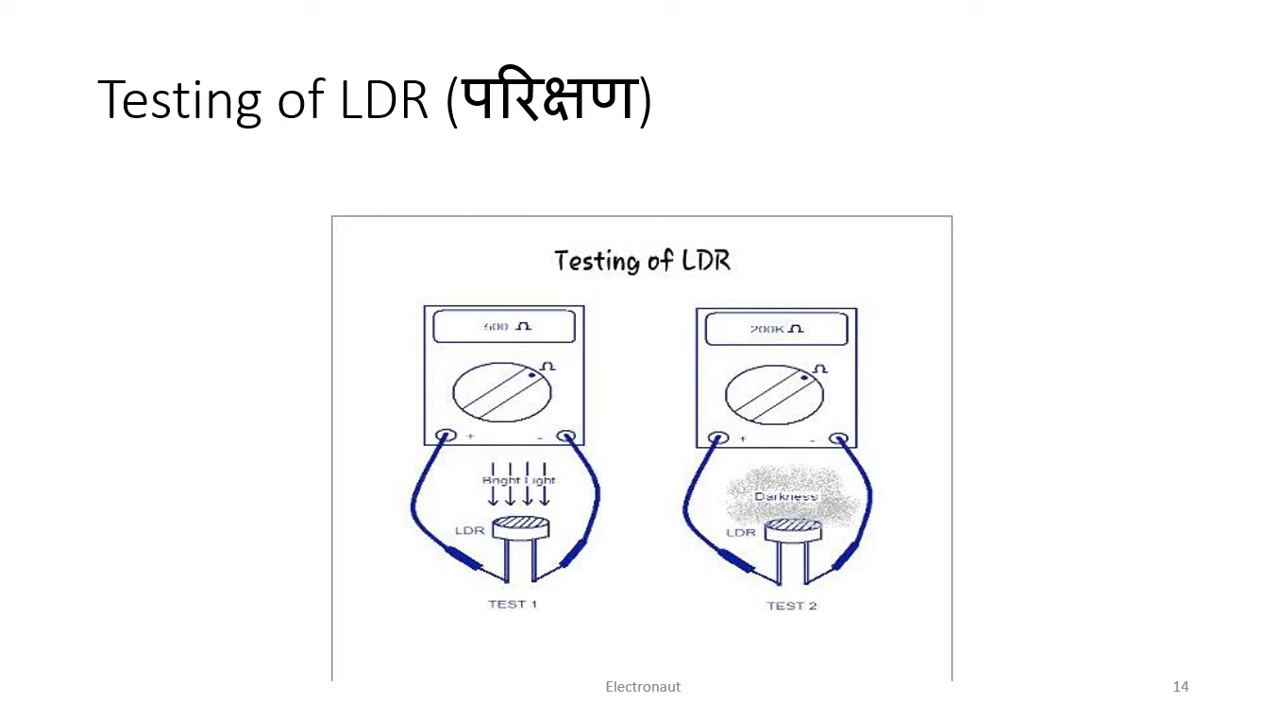 Testing of LDR (परिक्षण)
Testing of LDR
500 Ω
200K Ω
Ω
Ω
+ -
+ -
Bright Light
Darkness
LDR
LDR
TEST 1
TEST 2
Electronaut
14